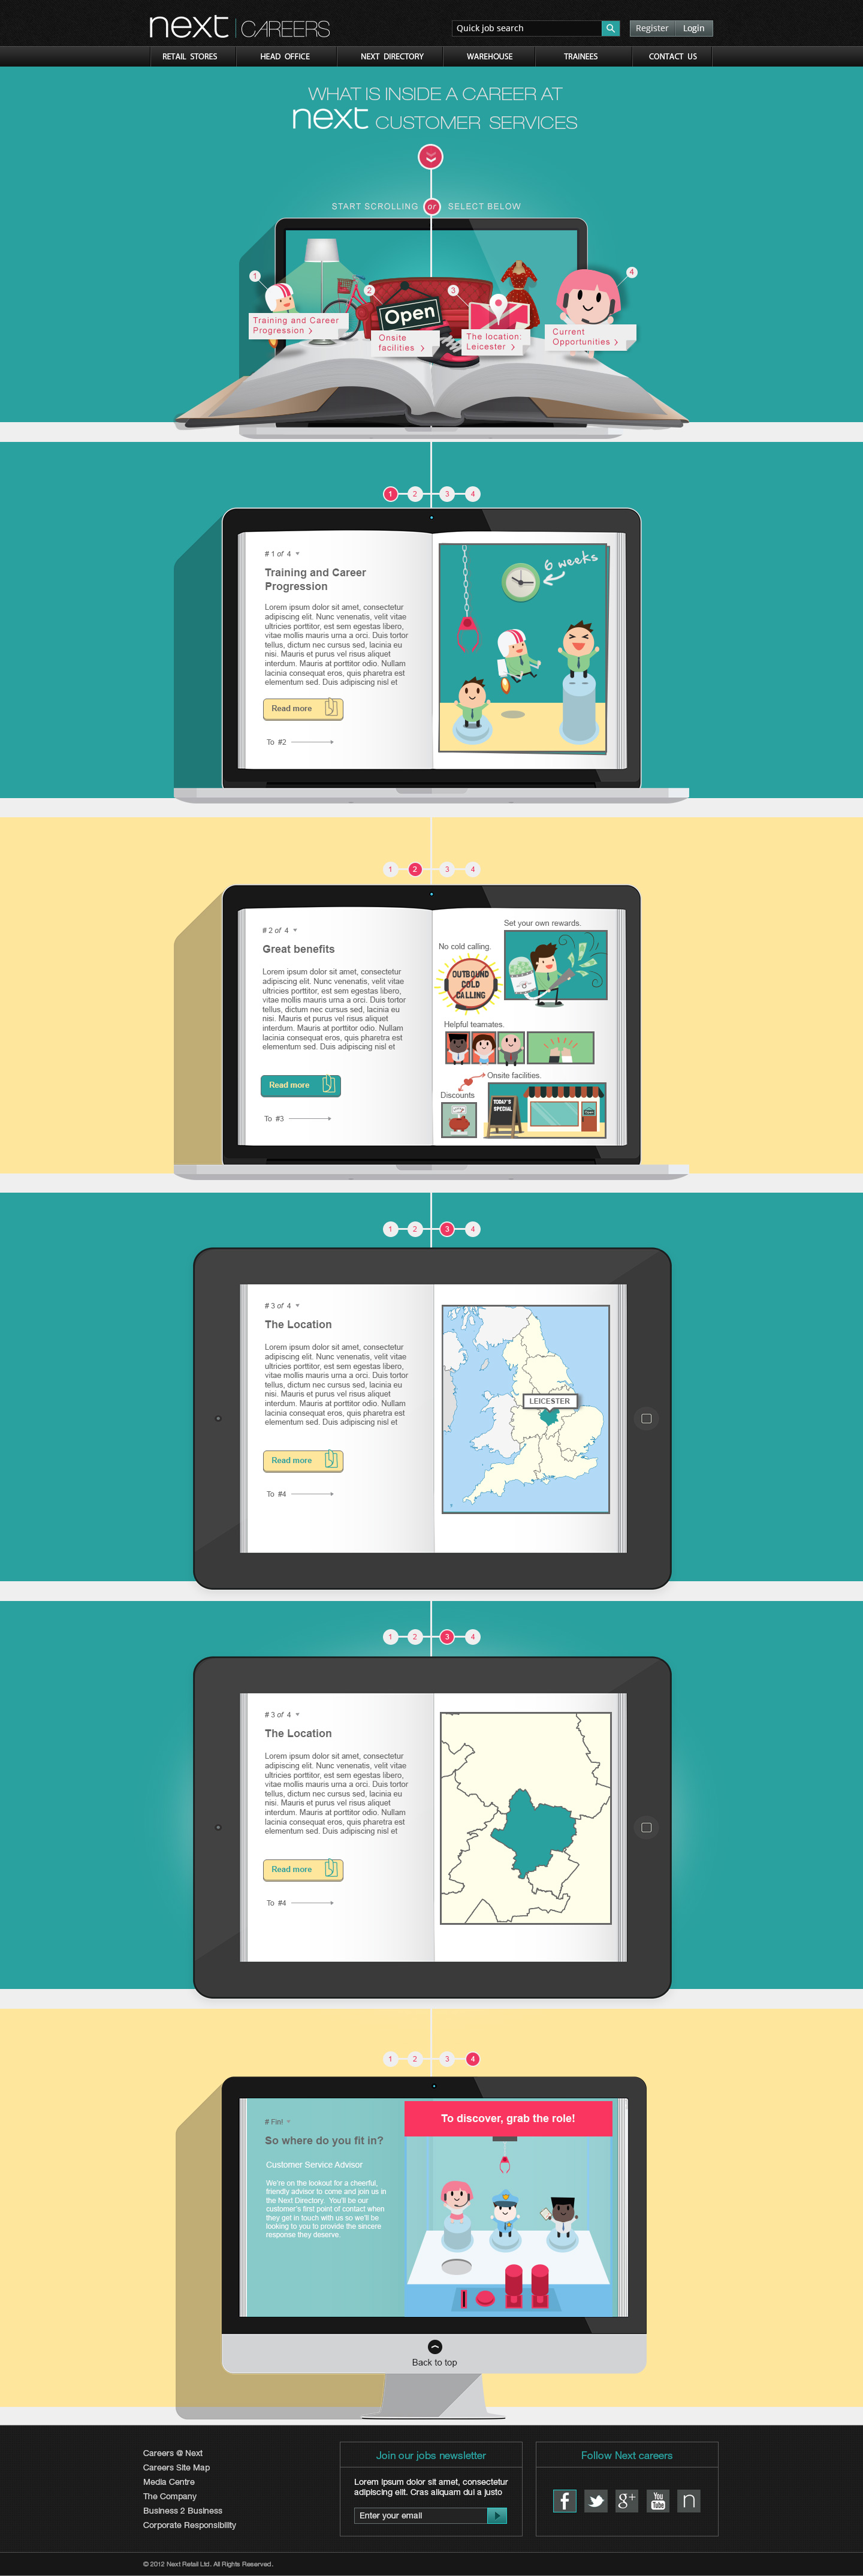 next | CAREERS
Quick job search
Register
Login
RETAIL STORES
HEAD OFFICE
NEXT DIRECTORY
WAREHOUSE
TRAINEES
CONTACT US
WHAT IS INSIDE A CAREER AT
next CUSTOMER SERVICES
START SCROLLING or SELECT BELOW
1
Training and Career
Progression >
2
Open
Onsite
facilities >
3
The location:
Leicester >
4
Current
Opportunities >
1 2 3 4
# 1 of 4
Training and Career
Progression
Lorem ipsum dolor sit amet, consectetur
adipiscing elit. Nunc venenatis, velit vitae
ultricies porttitor, est sem egestas libero,
vitae mollis mauris urna a orci. Duis tortor
tellus, dictum nec cursus sed, lacinia eu
nisi. Mauris et purus vel risus aliquet
interdum. Mauris at porttitor odio. Nullam
lacinia consequat eros, quis pharetra est
elementum sed. Duis adipiscing nisl et
Read more
To #2
6 weeks
1 2 3 4
# 2 of 4
Great benefits
Lorem ipsum dolor sit amet, consectetur
adipiscing elit. Nunc venenatis, velit vitae
ultricies porttitor, est sem egestas libero,
vitae mollis mauris urna a orci. Duis tortor
tellus, dictum nec cursus sed, lacinia eu
nisi. Mauris et purus vel risus aliquet
interdum. Mauris at porttitor odio. Nullam
lacinia consequat eros, quis pharetra est
elementum sed. Duis adipiscing nisl et
Read more
To #3
Set your own rewards.
No cold calling.
OUTBOUND
COLD
CALLING
Helpful teamates.
Onsite facilities.
Discounts
TODAY'S
SPECIAL
1 2 3 4
# 3 of 4
The Location
Lorem ipsum dolor sit amet, consectetur
adipiscing elit. Nunc venenatis, velit vitae
ultricies porttitor, est sem egestas libero,
vitae mollis mauris urna a orci. Duis tortor
tellus, dictum nec cursus sed, lacinia eu
nisi. Mauris et purus vel risus aliquet
interdum. Mauris at porttitor odio. Nullam
lacinia consequat eros, quis pharetra est
elementum sed. Duis adipiscing nisl et
Read more
To #4
LEICESTER
1 2 3 4
# 3 of 4
The Location
Lorem ipsum dolor sit amet, consectetur
adipiscing elit. Nunc venenatis, velit vitae
ultricies porttitor, est sem egestas libero,
vitae mollis mauris urna a orci. Duis tortor
tellus, dictum nec cursus sed, lacinia eu
nisi. Mauris et purus vel risus aliquet
interdum. Mauris at porttitor odio. Nullam
lacinia consequat eros, quis pharetra est
elementum sed. Duis adipiscing nisl et
Read more
To #4
1 2 3 4
# Fin!
So where do you fit in?
Customer Service Advisor
We're on the lookout for a cheerful,
friendly advisor to come and join us in
the Next Directory. You'll be our
customer's first point of contact when
they get in touch with us so we'll be
looking to you to provide the sincere
response they deserve.
To discover, grab the role!
Back to top
Careers @ Next
Careers Site Map
Media Centre
The Company
Business 2 Business
Corporate Responsibility
Join our jobs newsletter
Lorem ipsum dolor sit amet, consectetur
adipiscing elit. Cras aliquam dui a justo
Enter your email
Follow Next careers
f g+ You Tube n
© 2012 Next Retail Ltd. All Rights Reserved.